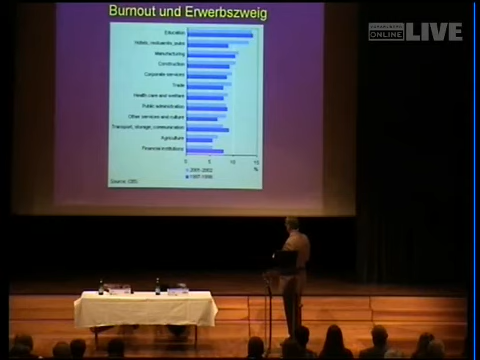 Burnout und Erwerbszweig
ONLINE LIVE
Education
Hotels, restaurants, pubs
Manufacturing
Construction
Corporate services
Trade
Health care and welfare
Public administration
Other services and culture
Transport, storage, communication
Agriculture
Financial institutions
0 5 10 15
%
2001-2002
1997-1998
Source: CBS